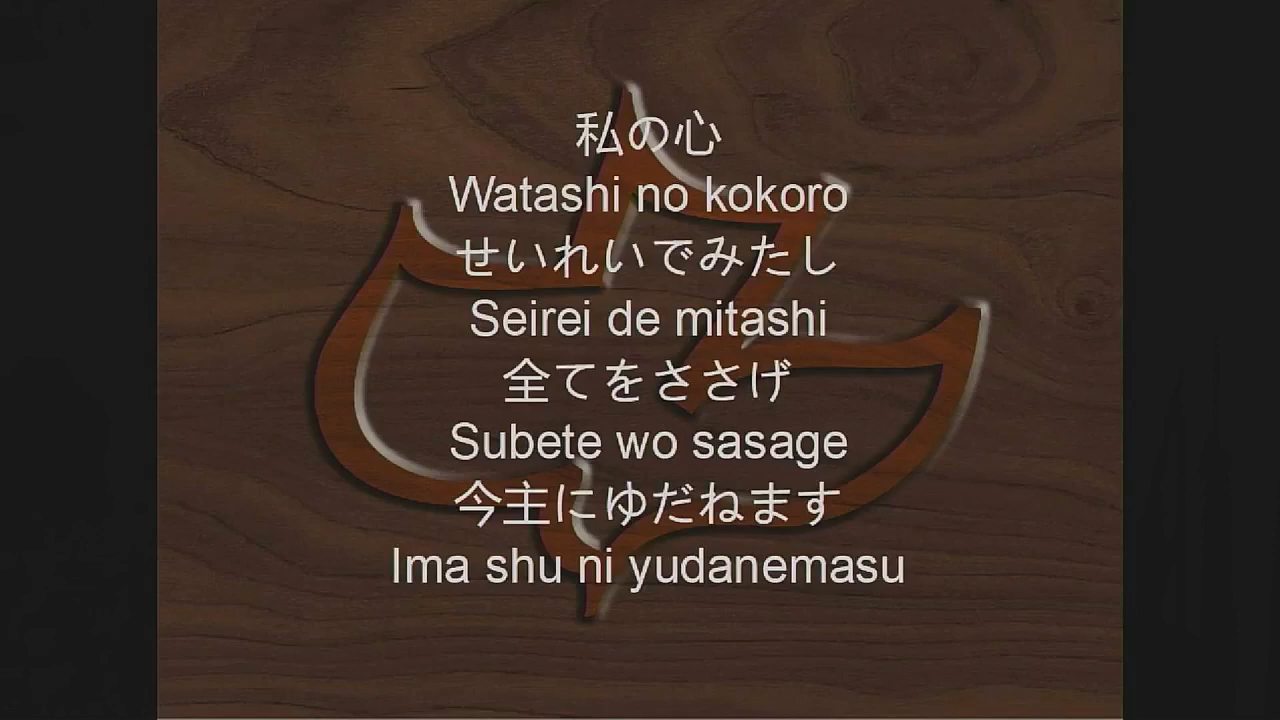 私の心
Watashi no kokoro
せいれいでみたし
Seirei de mitashi
全てをささげ
Subete wo sasage
今主にゆだねます
Ima shu ni yudanemasu